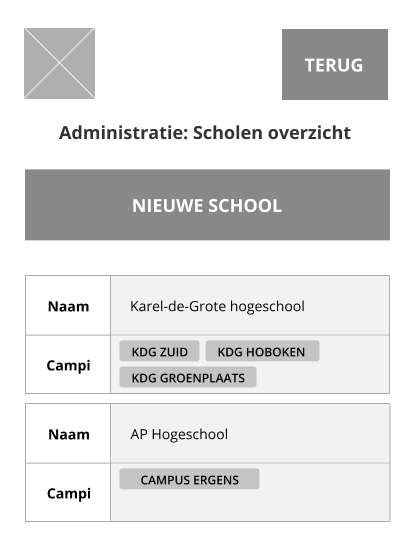 TERUG
Administratie: Scholen overzicht
NIEUWE SCHOOL
Naam
Karel-de-Grote hogeschool
Campi
KDG ZUID KDG HOBOKEN
KDG GROENPLAATS
Naam
AP Hogeschool
Campi
CAMPUS ERGENS